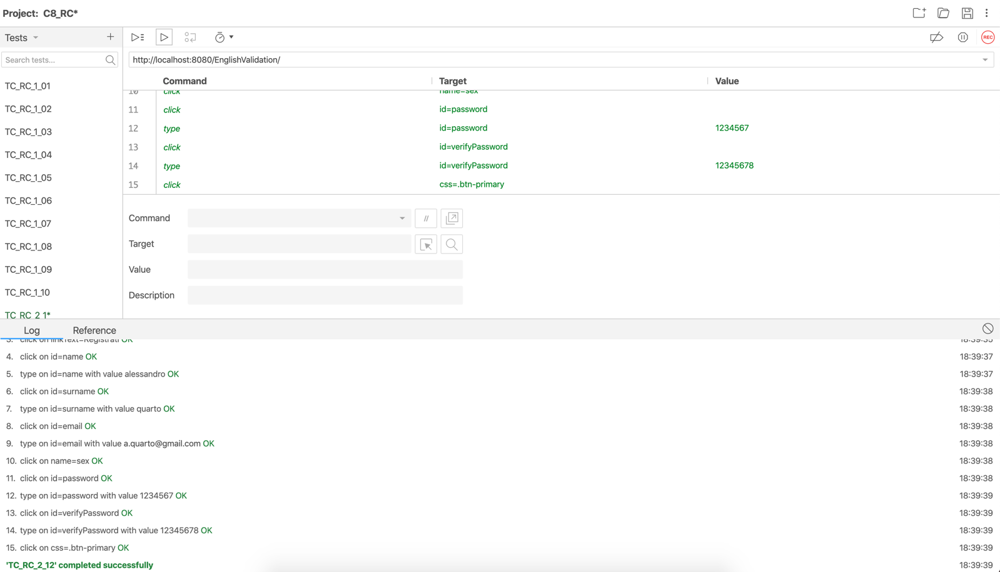 Project: C8_RC*
Tests
REC
Search tests...
http://localhost:8080/EnglishValidation/
Command Target Value
10 click name=sex
11 click id=password
12 type id=password 1234567
13 click id=verifyPassword
14 type id=verifyPassword 12345678
15 click css=.btn-primary
TC_RC_1_01
TC_RC_1_02
TC_RC_1_03
TC_RC_1_04
TC_RC_1_05
TC_RC_1_06
TC_RC_1_07
TC_RC_1_08
TC_RC_1_09
TC_RC_1_10
TC_RC_2_1*
Command //
Target
Value
Description
Log Reference
3. click on linkText=Registrati OK 18:39:35
4. click on id=name OK 18:39:37
5. type on id=name with value alessandro OK 18:39:37
6. click on id=surname OK 18:39:38
7. type on id=surname with value quarto OK 18:39:38
8. click on id=email OK 18:39:38
9. type on id=email with value a.quarto@gmail.com OK 18:39:38
10. click on name=sex OK 18:39:38
11. click on id=password OK 18:39:38
12. type on id=password with value 1234567 OK 18:39:39
13. click on id=verifyPassword OK 18:39:39
14. type on id=verifyPassword with value 12345678 OK 18:39:39
15. click on css=.btn-primary OK 18:39:39
'TC_RC_2_12' completed successfully 18:39:39